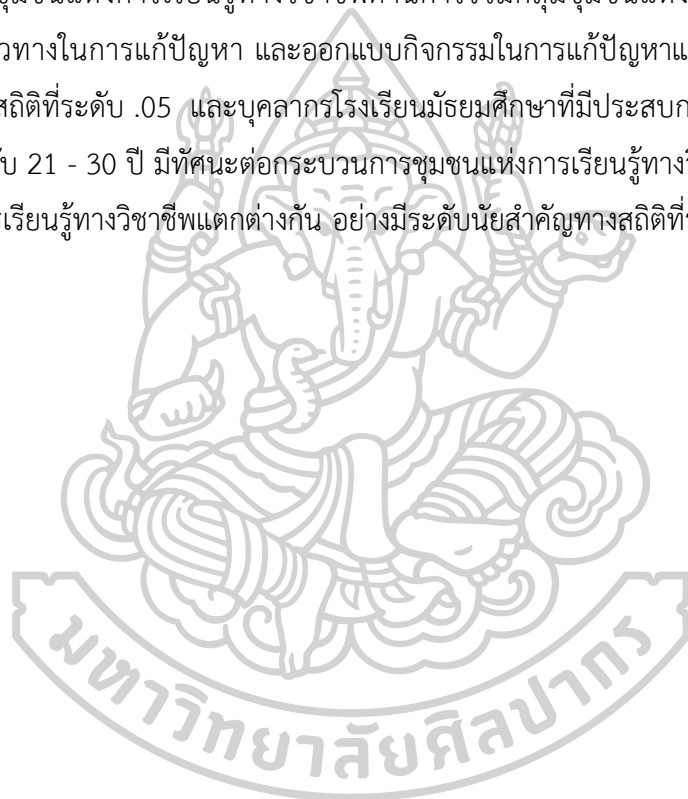 ชุมชนแห่งการเรียนรู้ทางวิชาชีพด้านการรวมกลุ่มชุมชนแห่ง
วทางในการแก้ปัญหา และออกแบบกิจกรรมในการแก้ปัญหาแ
สถิติที่ระดับ .05 และบุคลากรโรงเรียนมัธยมศึกษาที่มีประสบก
ับ 21 - 30 ปี มีทัศนะต่อกระบวนการชุมชนแห่งการเรียนรู้ทางวิ
รเรียนรู้ทางวิชาชีพแตกต่างกัน อย่างมีระดับนัยสำคัญทางสถิติที่
มหาวิทยาลัยศิลปากร